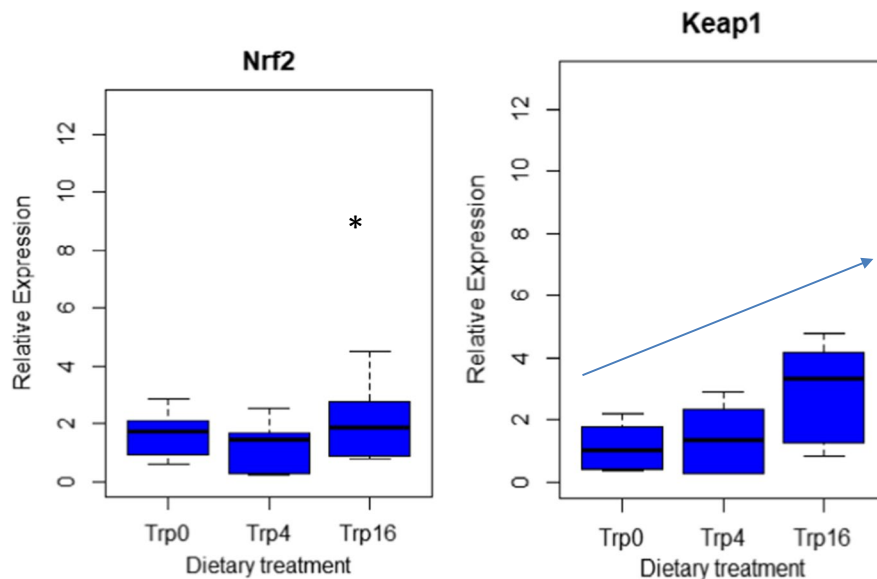 Nrf2
Relative Expression
12
10
8
6
4
2
0
*
Trp0 Trp4 Trp16
Dietary treatment
Keap1
Relative Expression
12
10
8
6
4
2
0
Trp0 Trp4 Trp16
Dietary treatment